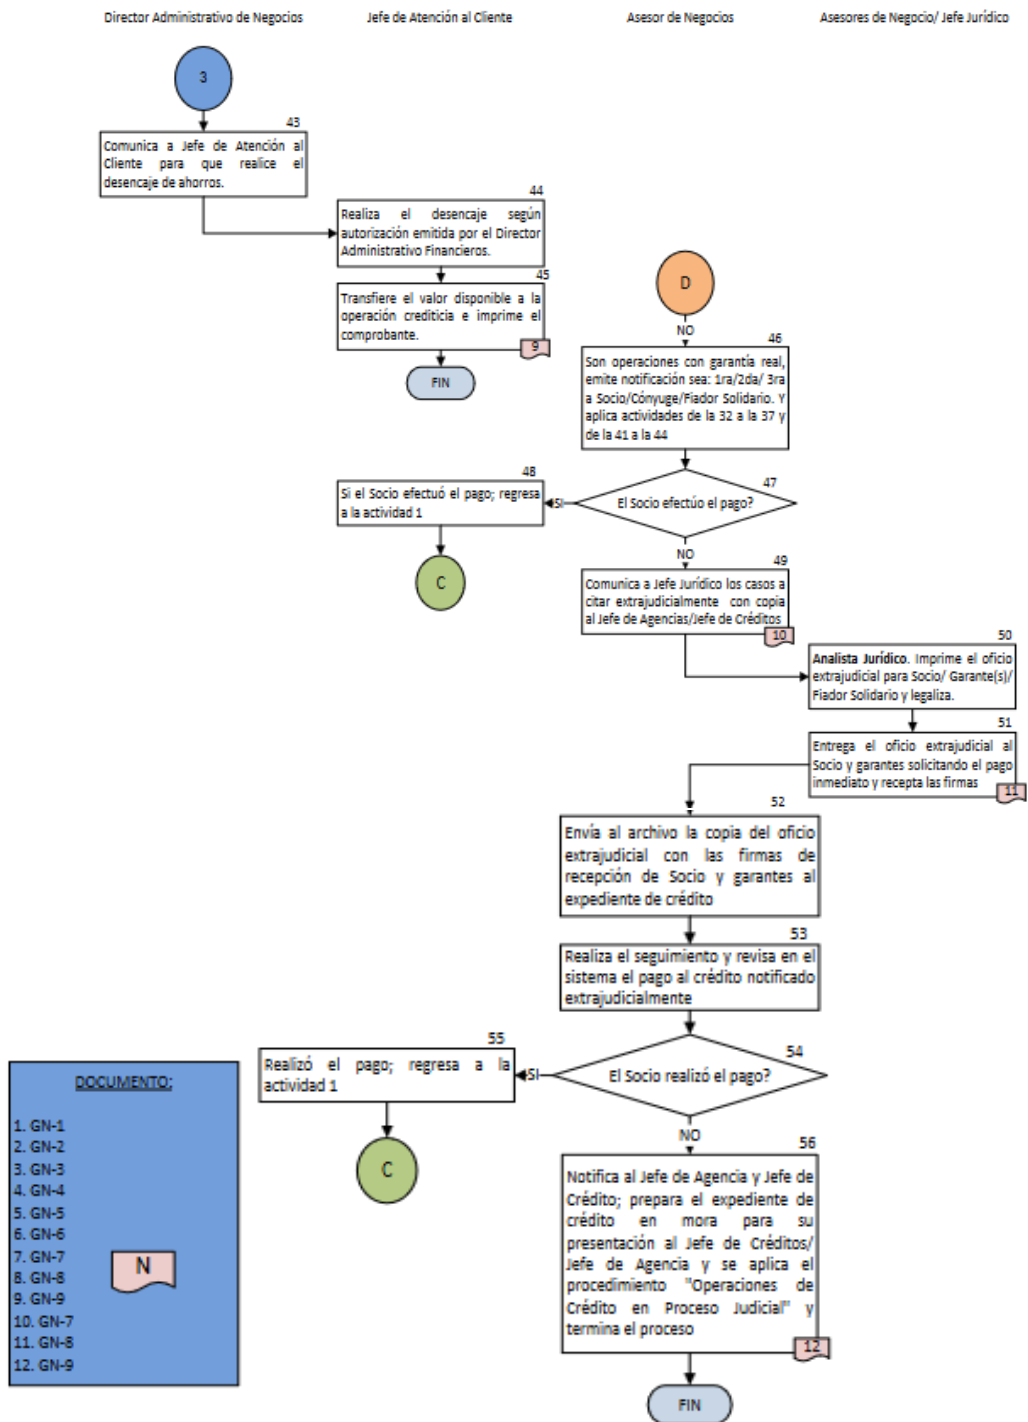 Director Administrativo de Negocios
Jefe de Atención al Cliente
Asesor de Negocios
Asesores de Negocio/ Jefe Jurídico
3
43
Comunica a Jefe de Atención al
Cliente para que realice el
desencaje de ahorros.
44
Realiza el desencaje según
autorización emitida por el Director
Administrativo Financieros.
45
Transfiere el valor disponible a la
operación crediticia e imprime el
comprobante.
9
FIN
D
NO
46
Son operaciones con garantía real,
emite notificación sea: 1ra/2da/ 3ra
a Socio/Cónyuge/Fiador Solidario. Y
aplica actividades de la 32 a la 37 y
de la 41 a la 44
47
El Socio efectúo el pago?
SI
48
Si el Socio efectuó el pago; regresa
a la actividad 1
C
NO
49
Comunica a Jefe Jurídico los casos a
citar extrajudicialmente con copia
al Jefe de Agencias/Jefe de Créditos
10
50
Analista Jurídico. Imprime el oficio
extrajudicial para Socio/ Garante(s)/
Fiador Solidario y legaliza.
51
Entrega el oficio extrajudicial al
Socio y garantes solicitando el pago
inmediato y recepta las firmas
11
52
Envía al archivo la copia del oficio
extrajudicial con las firmas de
recepción de Socio y garantes al
expediente de crédito
53
Realiza el seguimiento y revisa en el
sistema el pago al crédito notificado
extrajudicialmente
54
El Socio realizó el pago?
SI
55
Realizó el pago; regresa a la
actividad 1
C
NO
56
Notifica al Jefe de Agencia y Jefe de
Crédito; prepara el expediente de
crédito en mora para su
presentación al Jefe de Créditos/
Jefe de Agencia y se aplica el
procedimiento "Operaciones de
Crédito en Proceso Judicial" y
termina el proceso
12
FIN
DOCUMENTO:
1. GN-1
2. GN-2
3. GN-3
4. GN-4
5. GN-5
6. GN-6
7. GN-7
8. GN-8
9. GN-9
10. GN-7
11. GN-8
12. GN-9
N